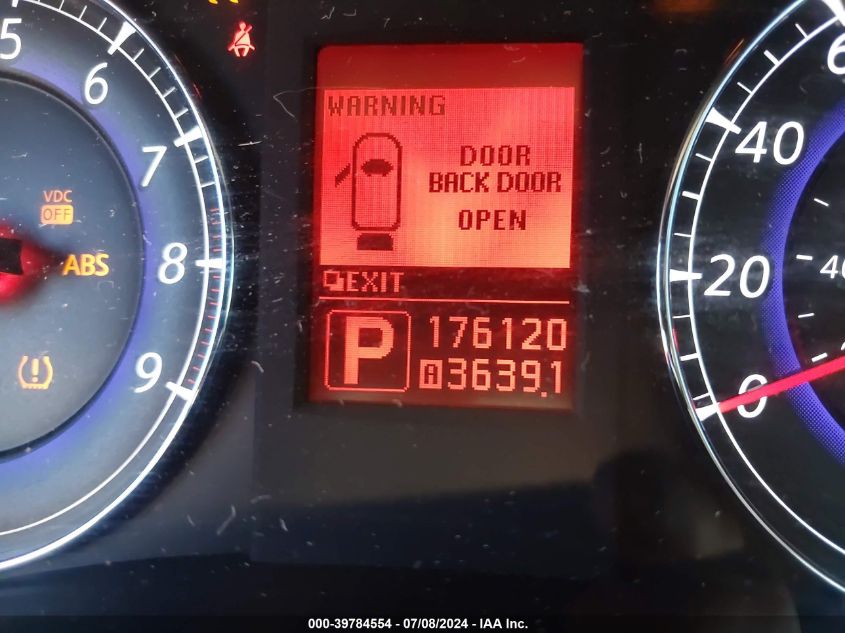 5
6
7
8
9
VDC
OFF
ABS
WARNING
DOOR
BACK DOOR
OPEN
EXIT
P
176120
A 3639.1
6
40
20
0
40
000-39784554 - 07/08/2024 - IAA Inc.